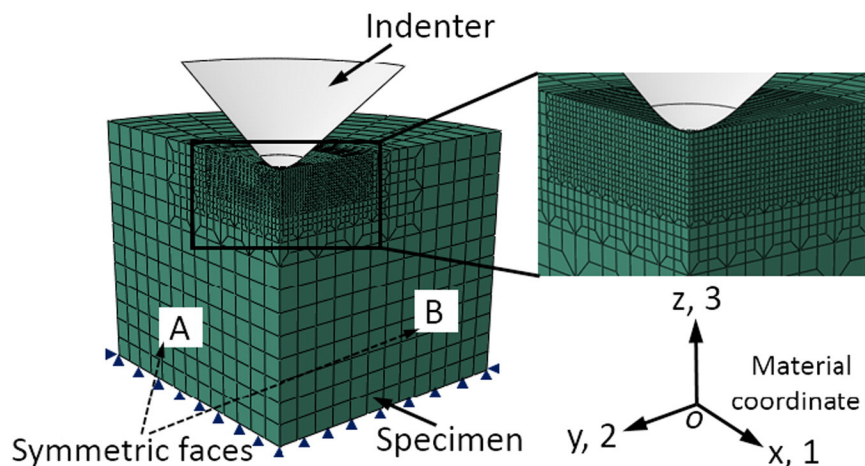 Indenter
A
B
z, 3
Material
coordinate
O
y, 2
x, 1
Symmetric faces
Specimen